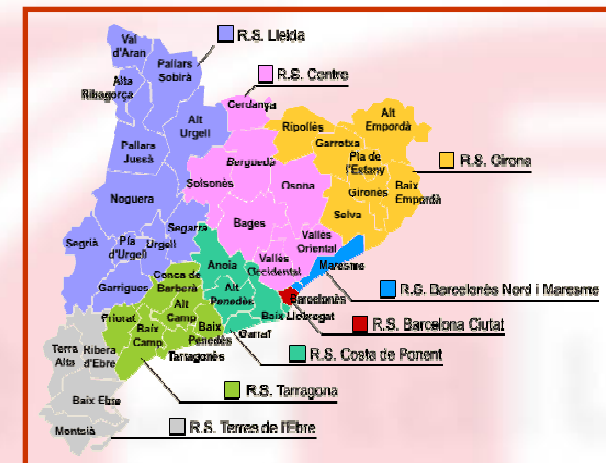 Val
d'Aran
Pallars
Sobirà
Alta
Ribagorça
Alt
Urgell
Pallars
Jussà
Noguera
Segarra
Segrià
Pla
d'Urgell
Urgell
Garrigues
R.S. Lleida
R.S. Centre
Cerdanya
Berguedà
Solsonès
Osona
Bages
Vallès
Oriental
Vallès
Occidental
Ripollès
Alt
Empordà
Garrotxa
Pla de
l'Estany
Gironès
Baix
Empordà
Selva
R.S. Girona
Maresme
Barcelonès
R.S. Barcelonès Nord i Maresme
R.S. Barcelona Ciutat
Anoia
Alt
Penedès
Baix Llobregat
Garraf
R.S. Costa de Ponent
Conca de
Barberà
Priorat
Alt
Camp
Baix
Camp
Baix
Penedès
Tarragonès
R.S. Tarragona
Terra
Alta
Ribera
d'Ebre
Baix Ebre
Montsià
R.S. Terres de l'Ebre